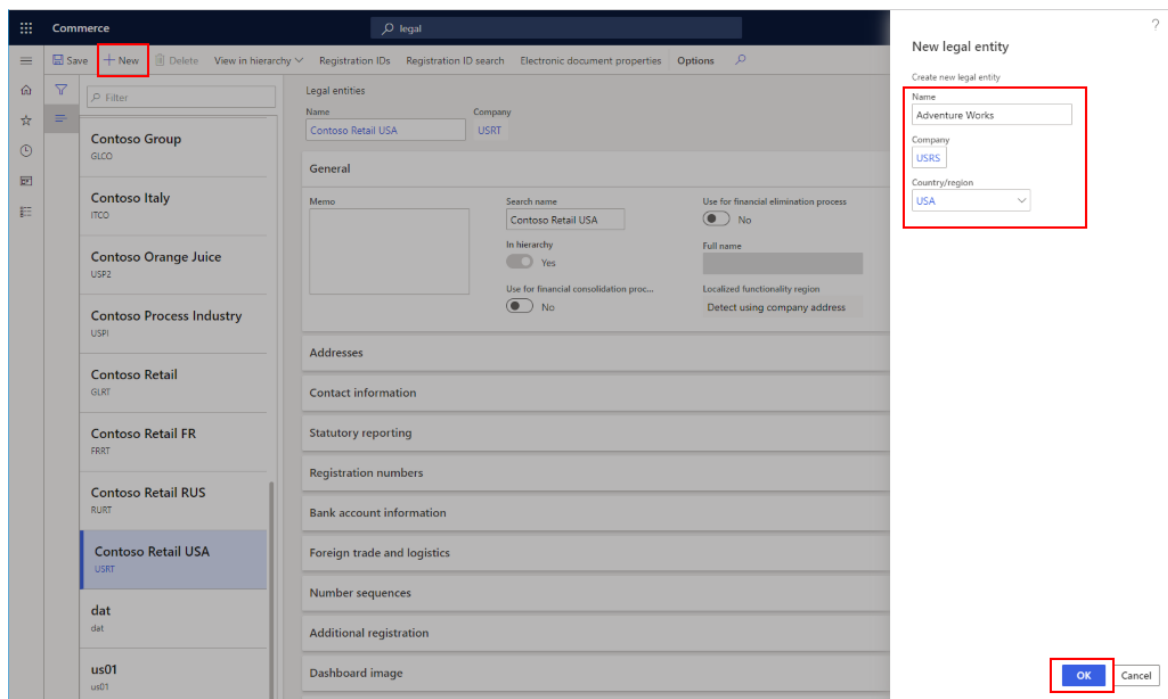 Commerce
legal
Save
New
Delete
View in hierarchy
Registration IDs
Registration ID search
Electronic document properties
Options
Filter
Contoso Group
GLCO
Contoso Italy
ITCO
Contoso Orange Juice
USP2
Contoso Process Industry
USPI
Contoso Retail
GLRT
Contoso Retail FR
FRRT
Contoso Retail RUS
RURT
Contoso Retail USA
USRT
dat
dat
us01
us01
Legal entities
Name
Company
Contoso Retail USA
USRT
General
Memo
Search name
Contoso Retail USA
In hierarchy
Yes
Use for financial consolidation proc...
No
Use for financial elimination process
No
Full name
Localized functionality region
Detect using company address
Addresses
Contact information
Statutory reporting
Registration numbers
Bank account information
Foreign trade and logistics
Number sequences
Additional registration
Dashboard image
?
New legal entity
Create new legal entity
Name
Adventure Works
Company
USRS
Country/region
USA
OK
Cancel